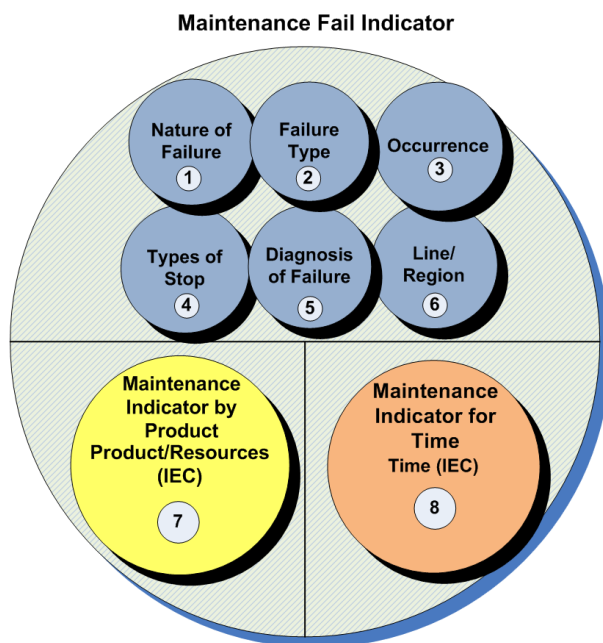 Maintenance Fail Indicator
Nature of
Failure
1
Failure
Type
2
Occurrence
3
Types of
Stop
4
Diagnosis
of Failure
5
Line/
Region
6
Maintenance
Indicator by
Product
Product/Resources
(IEC)
7
Maintenance
Indicator for
Time
Time (IEC)
8